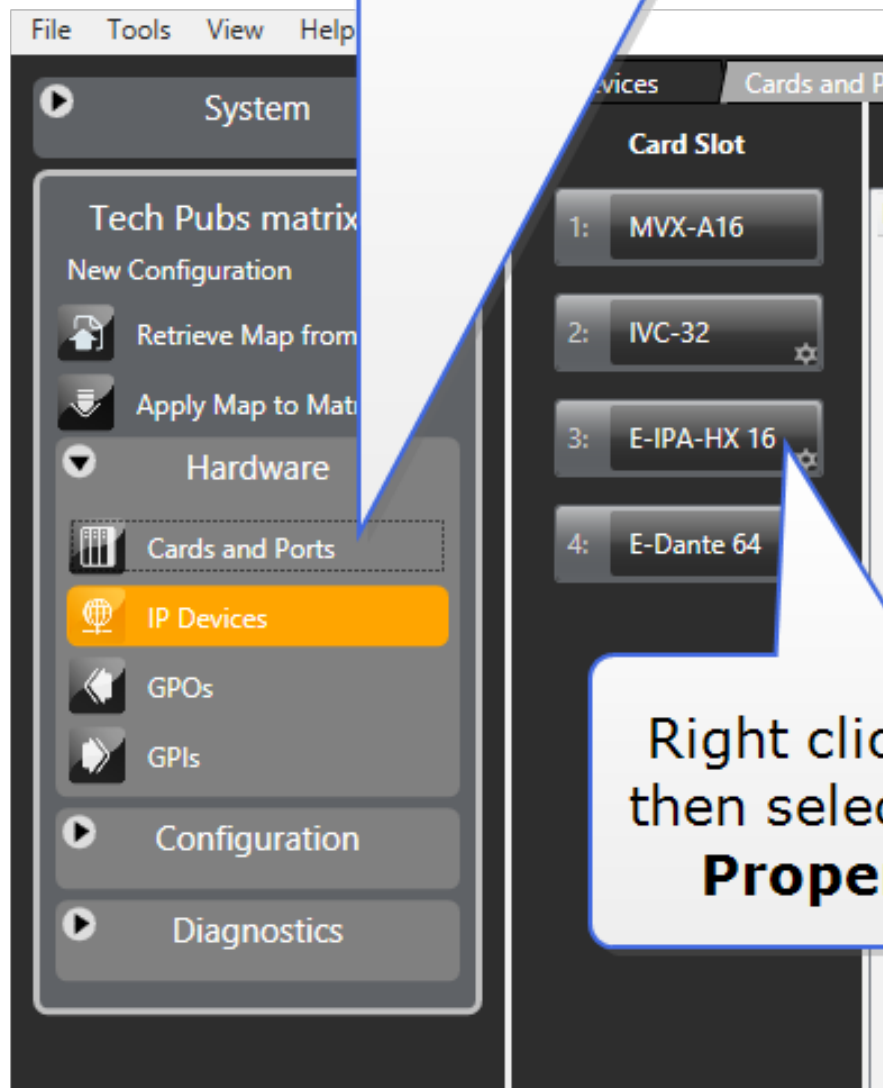 File Tools View Help
System
Tech Pubs matrix
New Configuration
Retrieve Map from
Apply Map to Mat
Hardware
Cards and Ports
IP Devices
GPOs
GPIs
Configuration
Diagnostics
vices Cards and P
Card Slot
1: MVX-A16
2: IVC-32
3: E-IPA-HX 16
4: E-Dante 64
Right clic
then selec
Prope